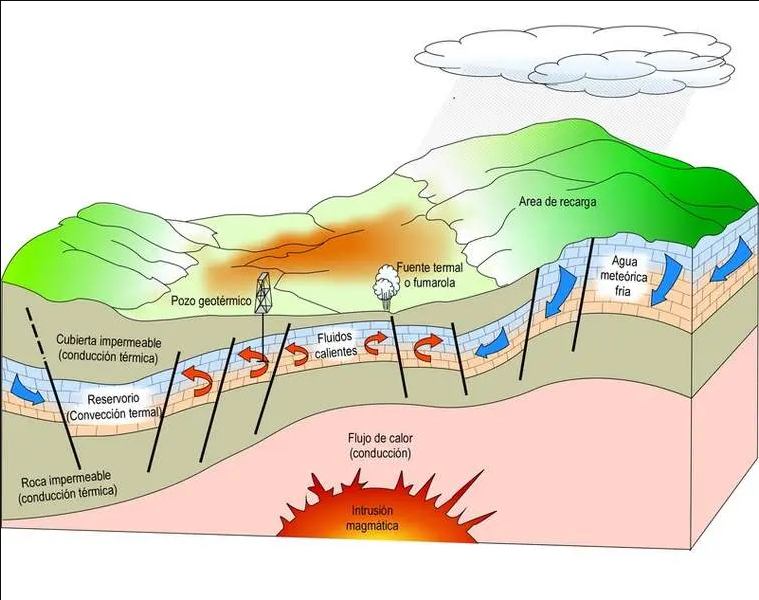 Area de recarga
Agua
meteórica
fría
Fuente termal
o fumarola
Pozo geotérmico
Cubierta impermeable
(conducción térmica)
Fluidos
calientes
Reservorio
(Convección termal)
Flujo de calor
(conducción)
Roca impermeable
(conducción térmica)
Intrusión
magmática